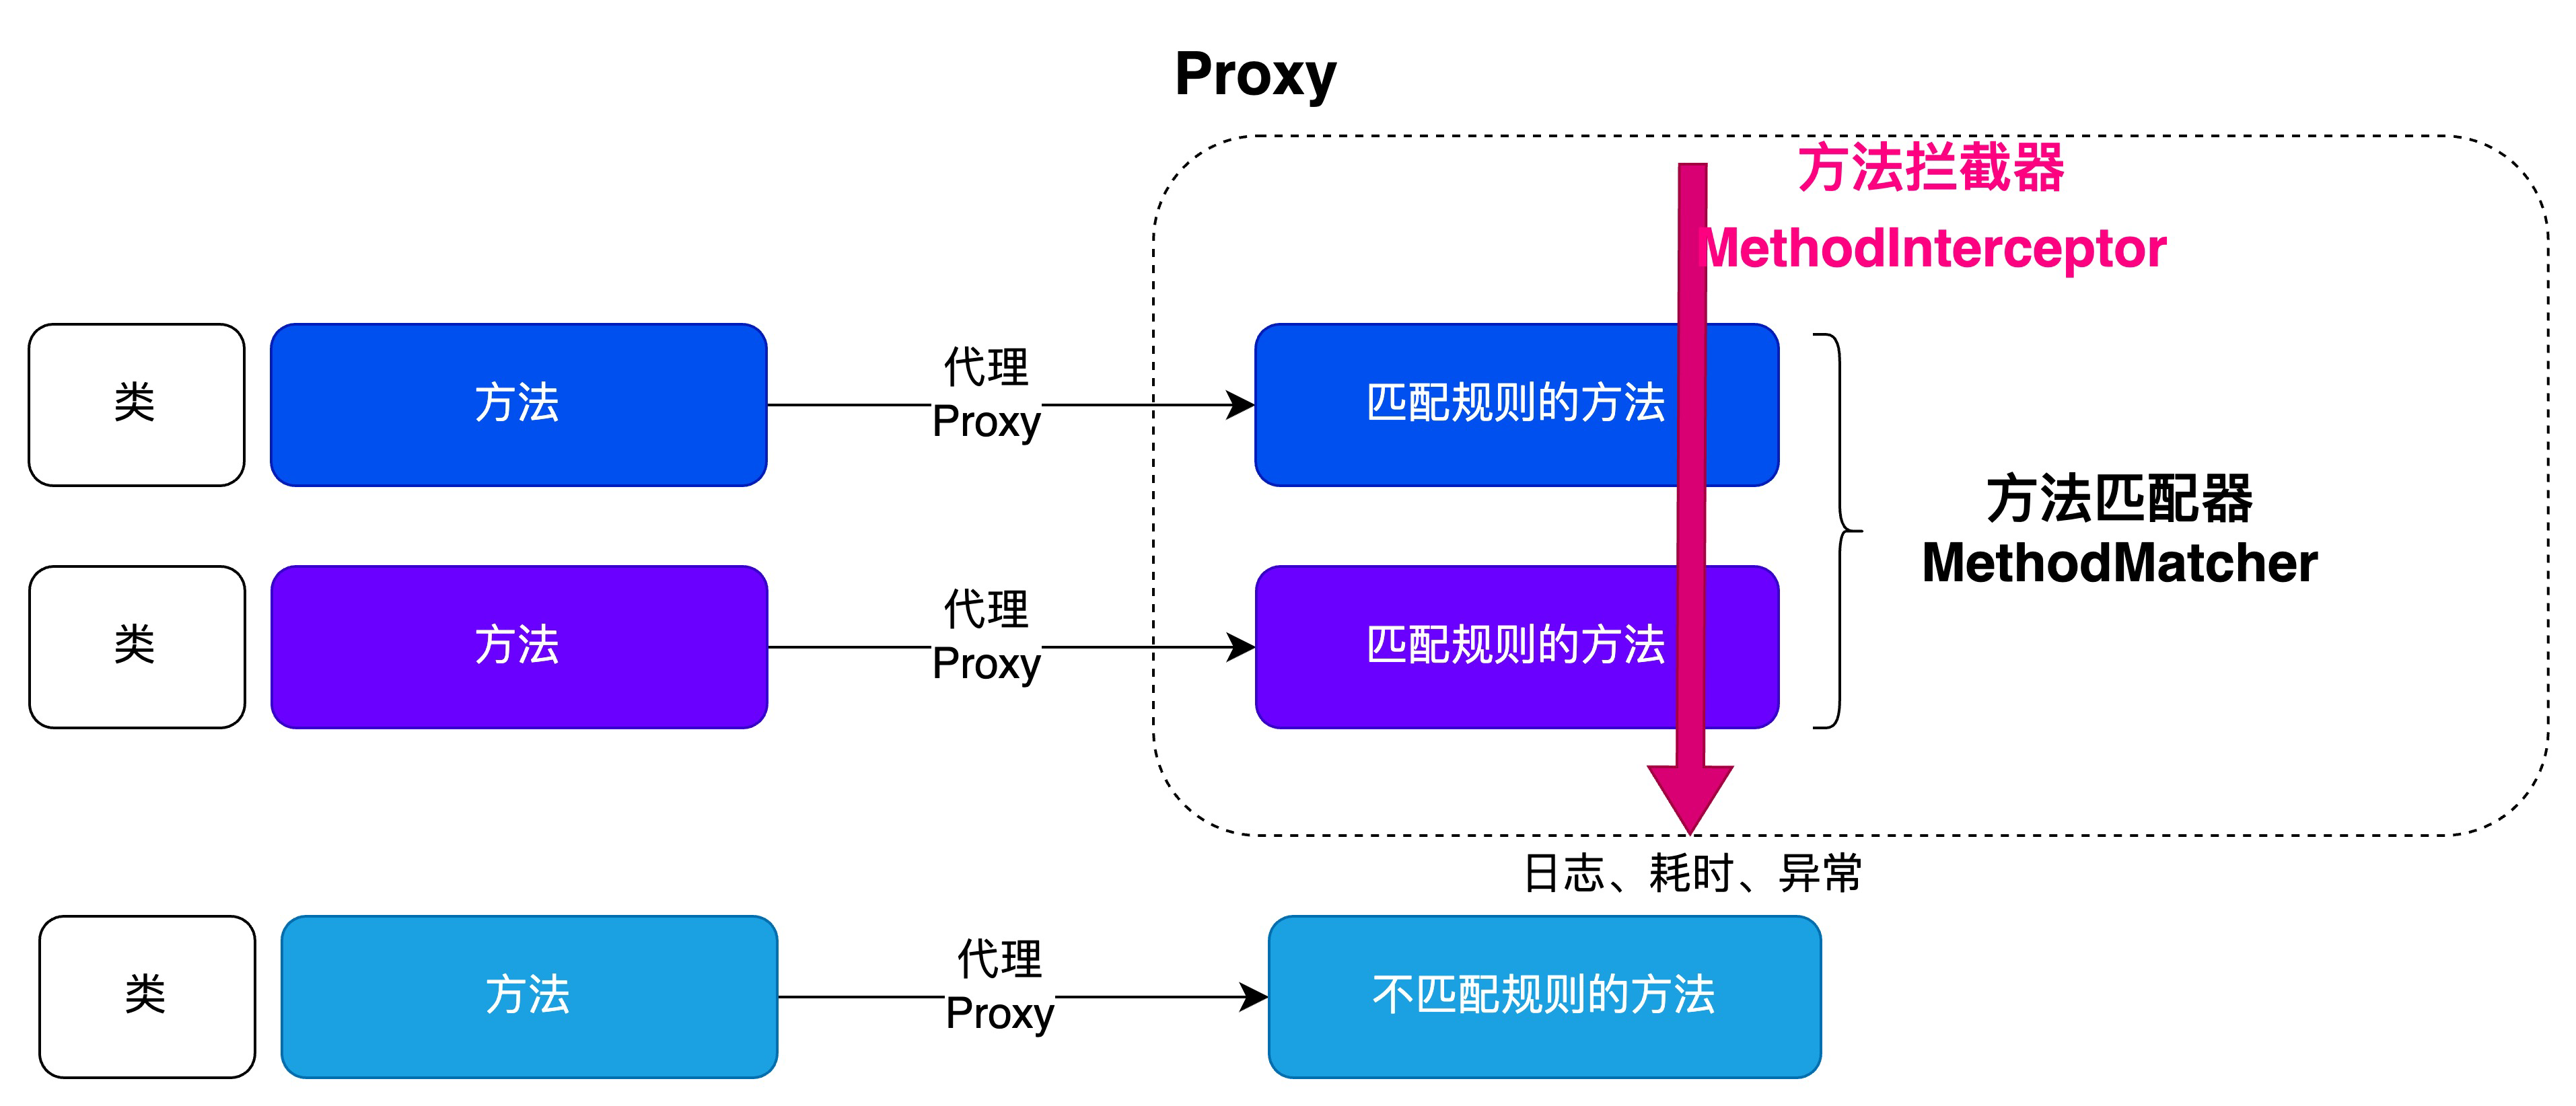 Proxy
方法拦截器
MethodInterceptor
类
方法
代理
Proxy
匹配规则的方法
方法匹配器
MethodMatcher
类
方法
代理
Proxy
匹配规则的方法
日志、耗时、异常
类
方法
代理
Proxy
不匹配规则的方法